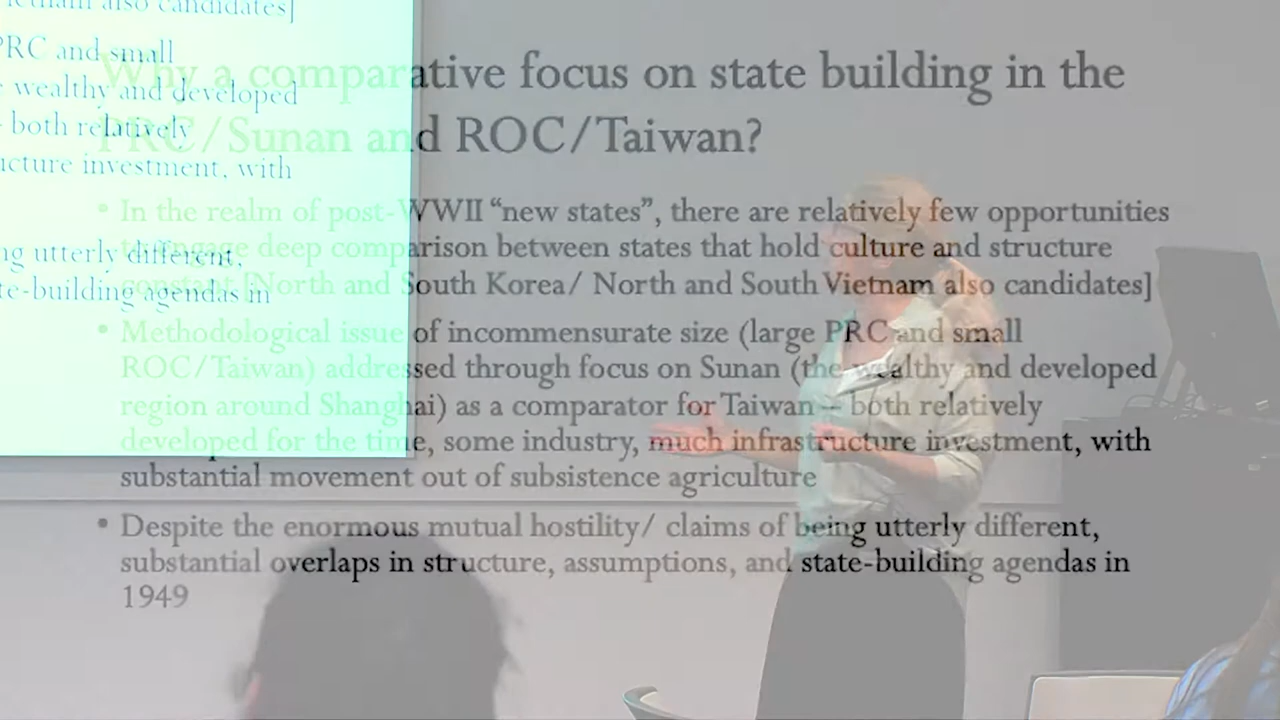 etnam also candidates]
PRC and small
wealthy and developed
both relatively
ucture investment, with
ng utterly different,
te-building agendas in
Why a comparative focus on state building in the
PRC/Sunan and ROC/Taiwan?
• In the realm of post-WWII “new states”, there are relatively few opportunities
to engage deep comparison between states that hold culture and structure
constant [North and South Korea/ North and South Vietnam also candidates]
• Methodological issue of incommensurate size (large PRC and small
ROC/Taiwan) addressed through focus on Sunan (the wealthy and developed
region around Shanghai) as a comparator for Taiwan – both relatively
developed for the time, some industry, much infrastructure investment, with
substantial movement out of subsistence agriculture
• Despite the enormous mutual hostility/ claims of being utterly different,
substantial overlaps in structure, assumptions, and state-building agendas in
1949